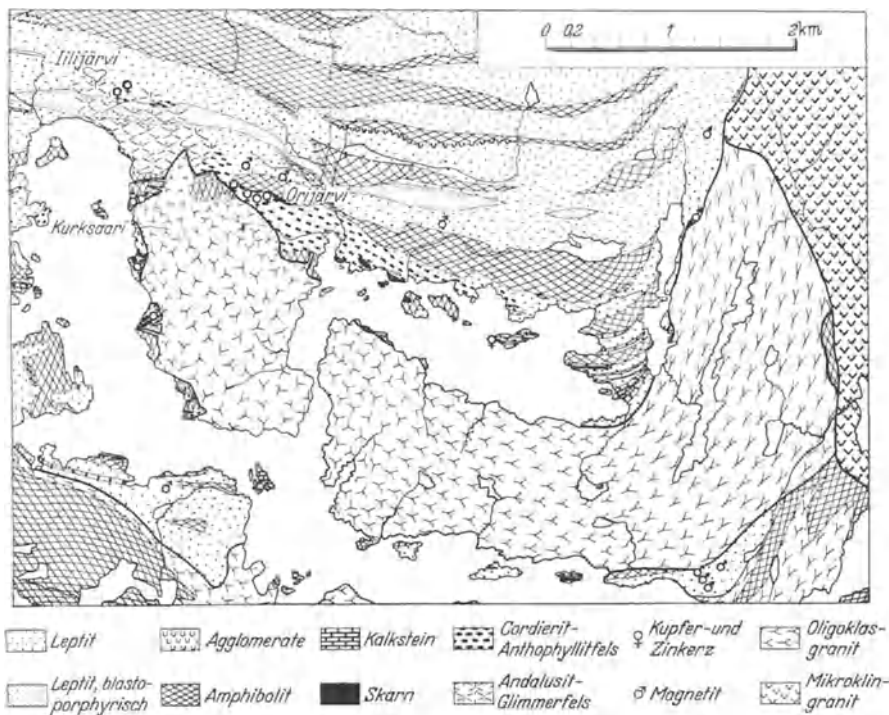 0 0.2 1 2km
Iilijärvi
Orijärvi
Kurksaari
Leptit
Agglomerate
Kalkstein
Cordierit-
Anthophyllitfels
Kupfer-und
Zinkerz
Oligoklas-
granit
Leptit, blasto-
porphyrisch
Amphibolit
Skarn
Andalusit-
Glimmerfels
Magnetit
Mikroklin-
granit